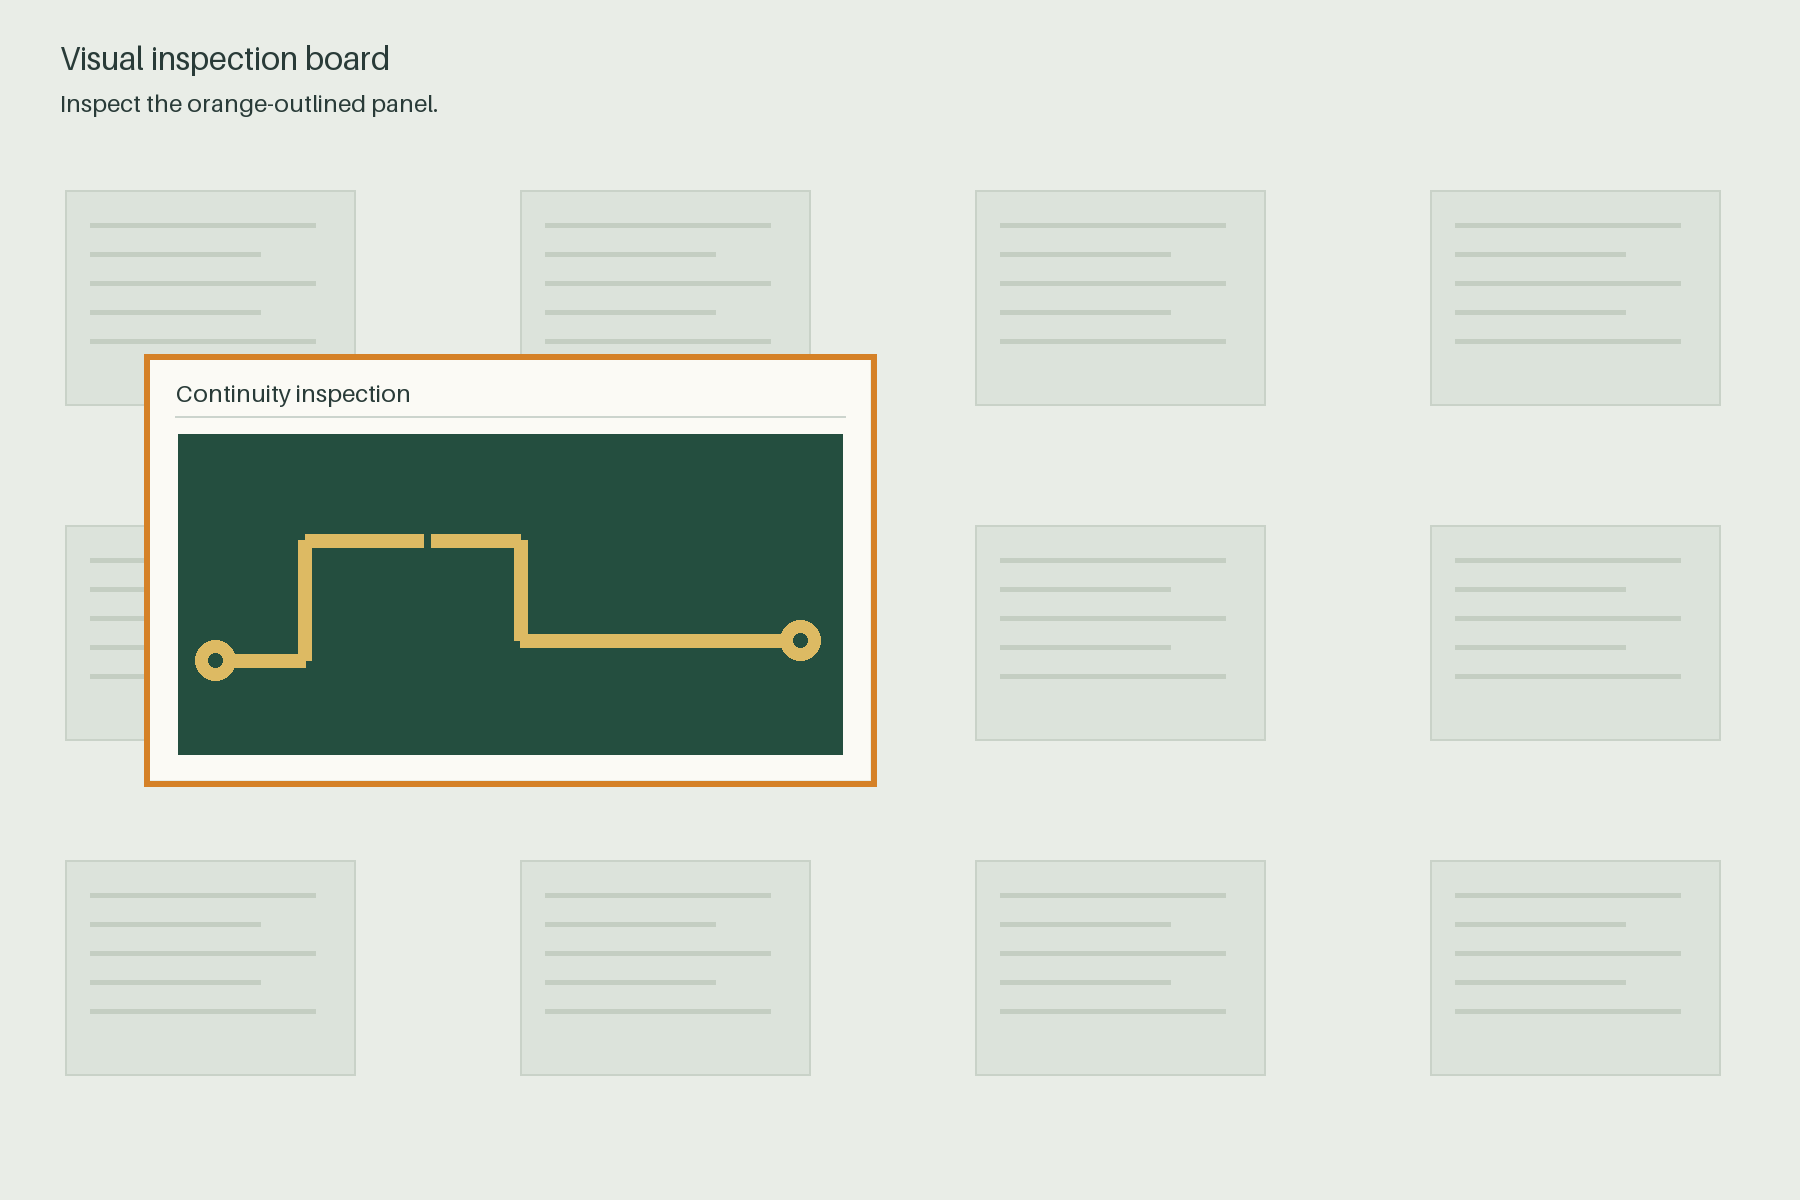 Visual inspection board
Inspect the orange-outlined panel.
Continuity inspection